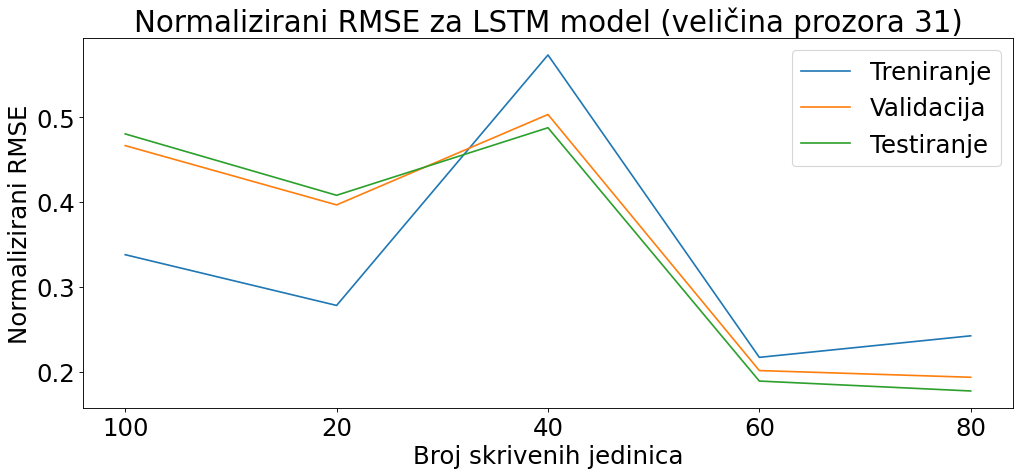 Normalizirani RMSE za LSTM model (veličina prozora 31)
Normalizirani RMSE
0.5
0.4
0.3
0.2
Treniranje
Validacija
Testiranje
100 20 40 60 80
Broj skrivenih jedinica